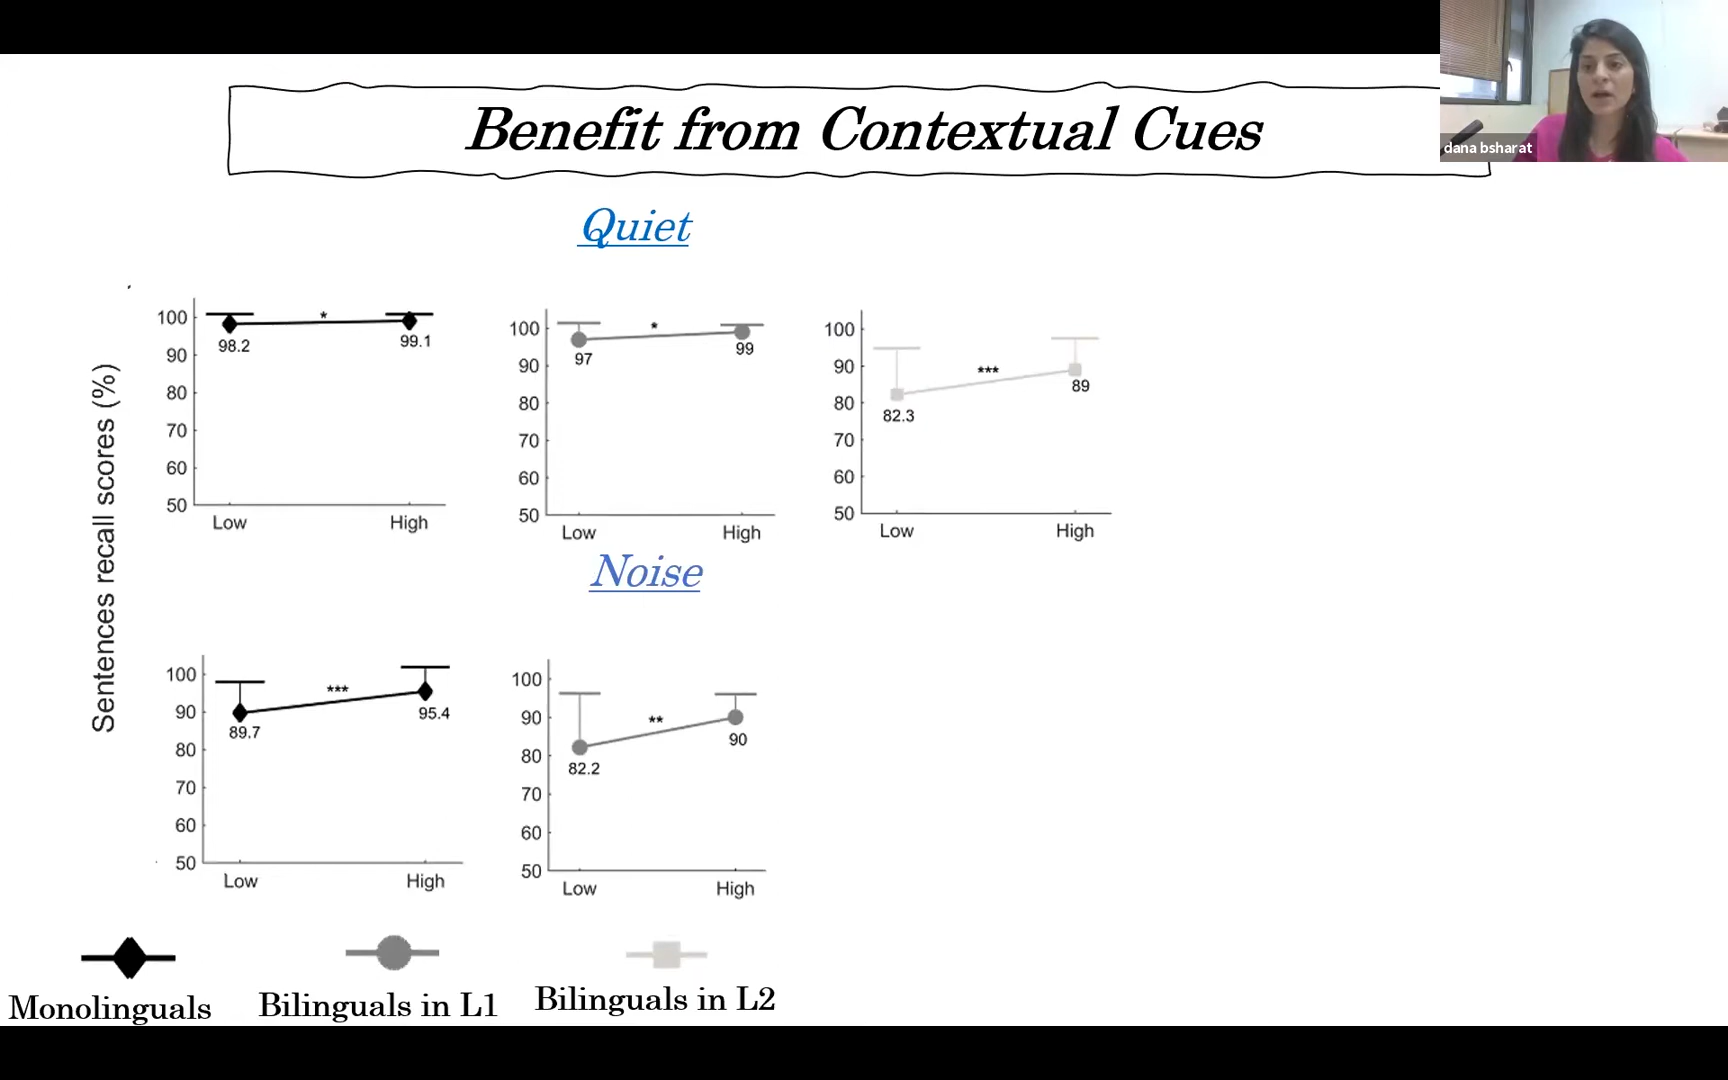 Benefit from Contextual Cues
dana bsharat
Quiet
Sentences recall scores (%)
100
90
80
70
60
50
*
98.2
99.1
Low
High
100
90
80
70
60
50
*
97
99
Low
High
100
90
80
70
60
50
***
82.3
89
Low
High
Noise
100
90
80
70
60
50
***
89.7
95.4
Low
High
100
90
80
70
60
50
**
82.2
90
Low
High
Monolinguals
Bilinguals in L1
Bilinguals in L2